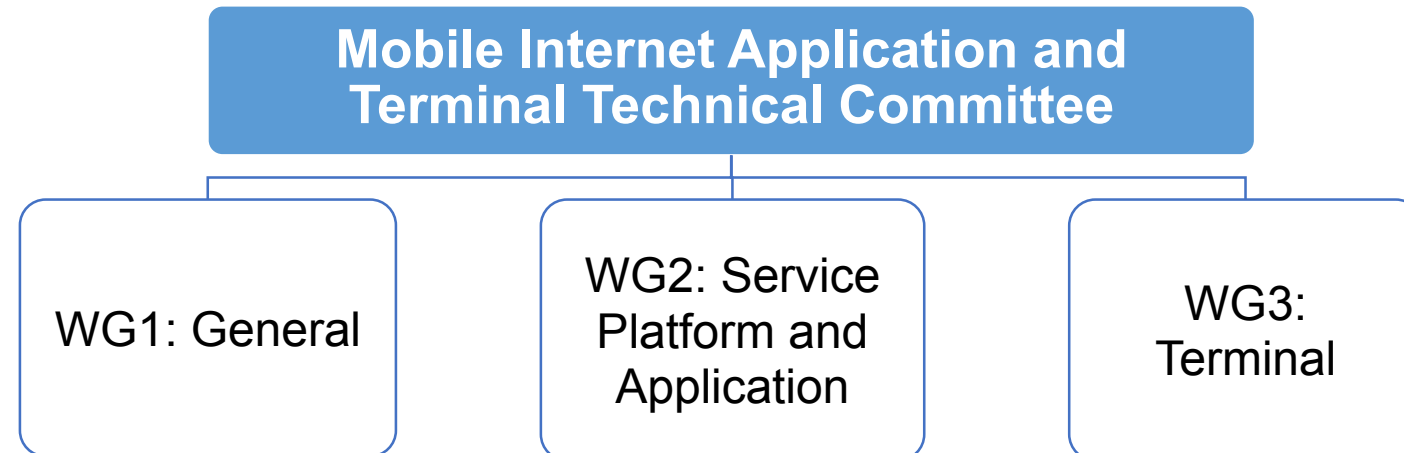 Mobile Internet Application and
Terminal Technical Committee
WG1: General
WG2: Service
Platform and
Application
WG3:
Terminal